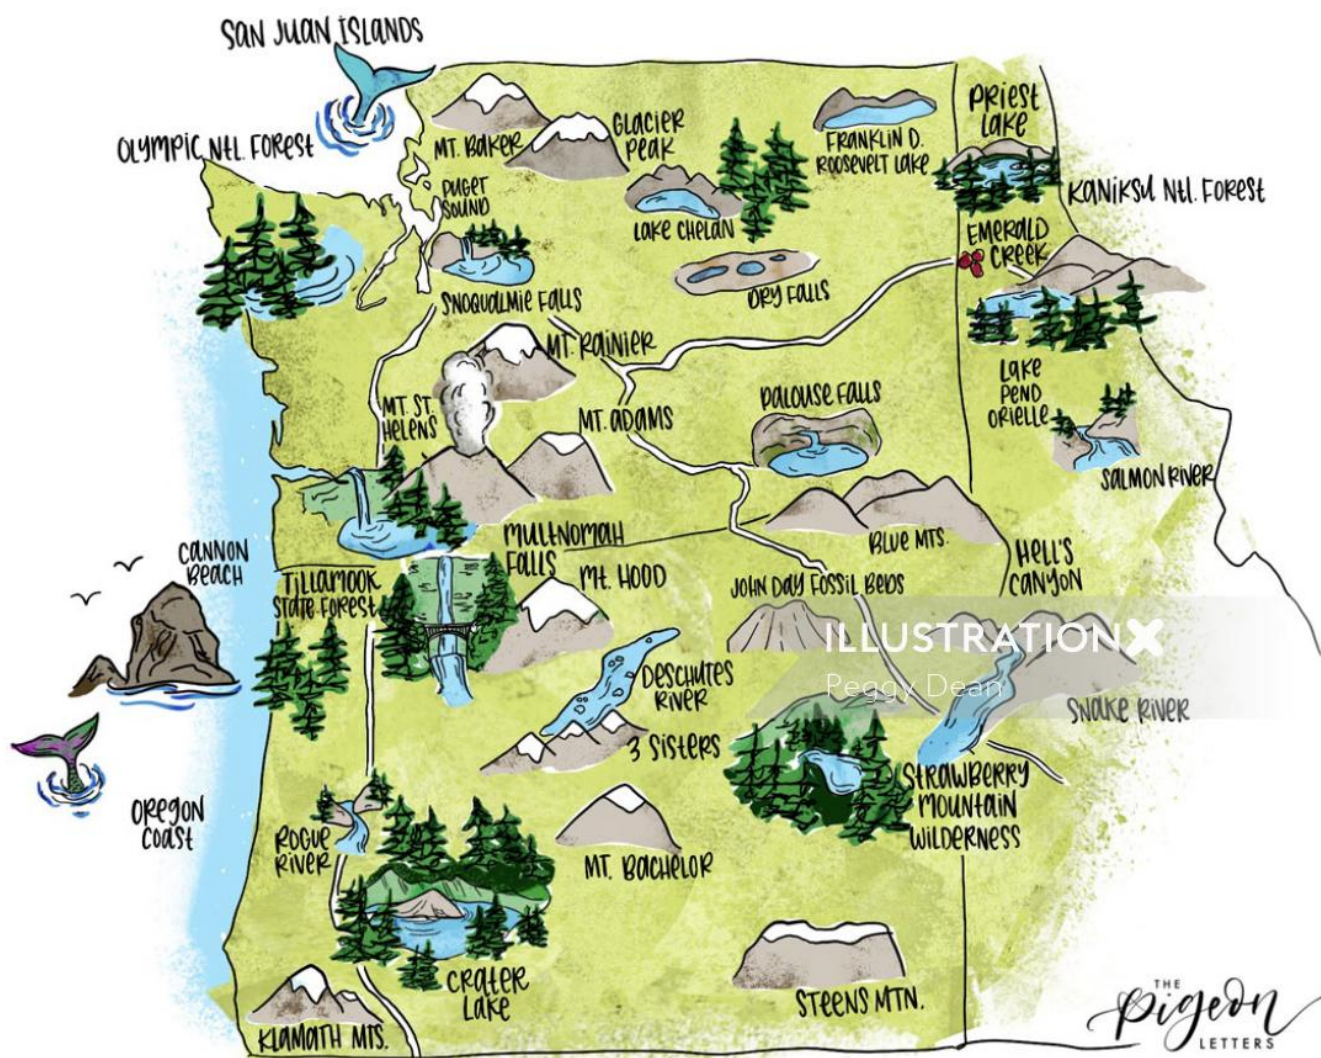 SAN JUAN ISLANDS
OLYMPIC NTL. FOREST
MT. BAKER
GLACIER
PEAK
FRANKLIN D.
ROOSEVELT LAKE
PRIEST
LAKE
KANIKSU NTL. FOREST
PUGET
SOUND
LAKE CHELAN
EMERALD
CREEK
SNOQUALMIE FALLS
DRY FALLS
MT. RAINIER
MT. ST.
HELENS
MT. ADAMS
PALOUSE FALLS
LAKE
PEND
ORIELLE
SALMON RIVER
MULTNOMAH
FALLS
BLUE MTS.
HELL'S
CANYON
CANNON
BEACH
TILLAMOOK
STATE FOREST
MT. HOOD
JOHN DAY FOSSIL BEDS
ILLUSTRATIONX
Peggy Dean
DESCHUTES
RIVER
SNAKE RIVER
3 SISTERS
STRAWBERRY
MOUNTAIN
WILDERNESS
OREGON
COAST
ROGUE
RIVER
MT. BACHELOR
CRATER
LAKE
STEENS MTN.
KLAMATH MTS.
THE
Pigeon
LETTERS